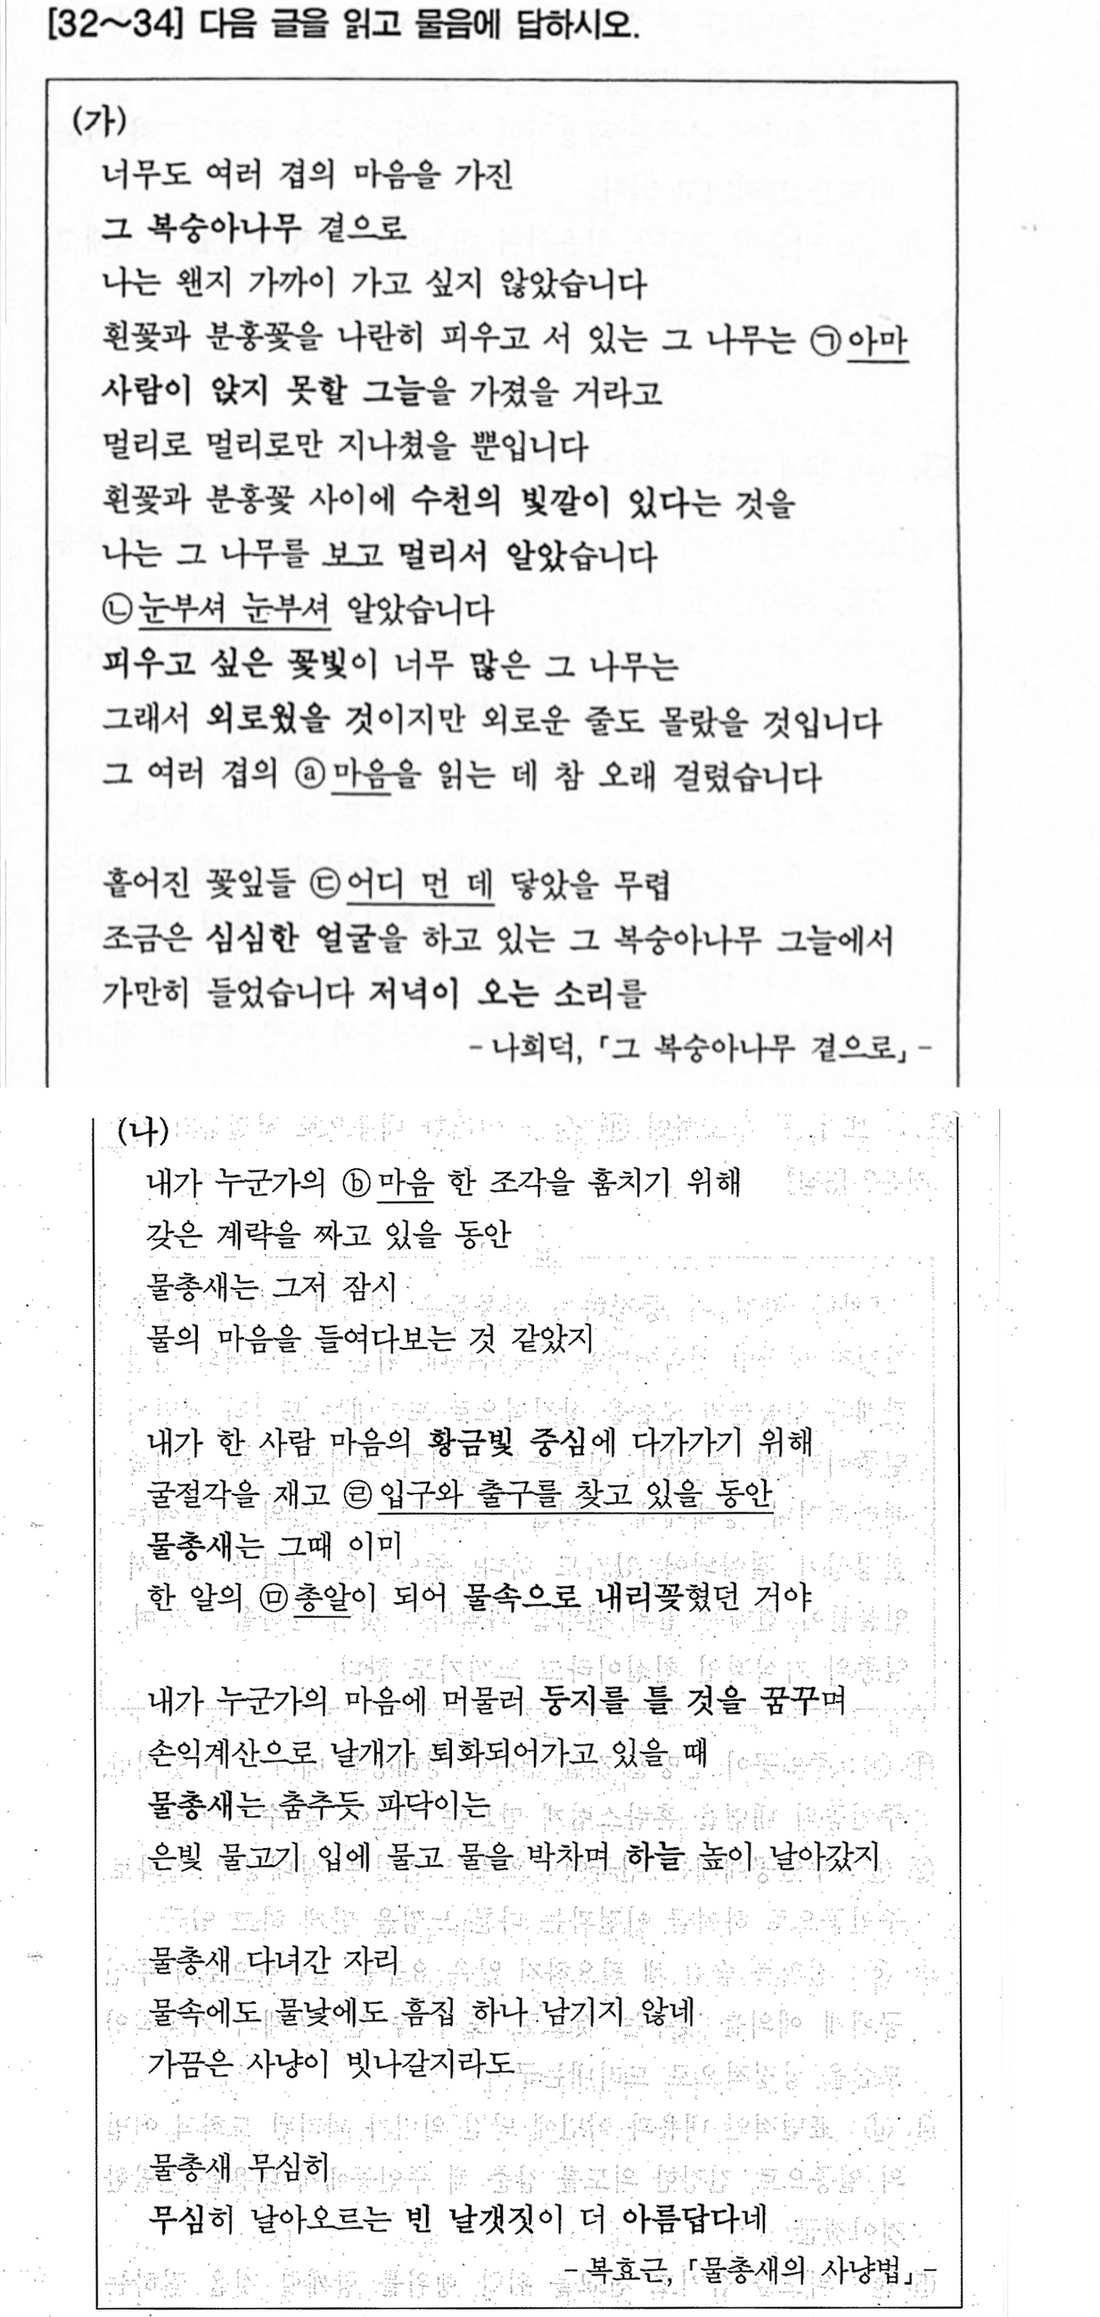 [32～34] 다음 글을 읽고 물음에 답하시오.
(가)
너무도 여러 겹의 마음을 가진
그 복숭아나무 곁으로
나는 왠지 가까이 가고 싶지 않았습니다
흰꽃과 분홍꽃을 나란히 피우고 서 있는 그 나무는 ㉠아마
사람이 앉지 못할 그늘을 가졌을 거라고
멀리로 멀리로만 지나쳤을 뿐입니다
흰꽃과 분홍꽃 사이에 수천의 빛깔이 있다는 것을
나는 그 나무를 보고 멀리서 알았습니다
㉡눈부셔 눈부셔 알았습니다
피우고 싶은 꽃빛이 너무 많은 그 나무는
그래서 외로웠을 것이지만 외로운 줄도 몰랐을 것입니다
그 여러 겹의 ⓐ마음을 읽는 데 참 오래 걸렸습니다
흩어진 꽃잎들 ㉢어디 먼 데 닿았을 무렵
조금은 심심한 얼굴을 하고 있는 그 복숭아나무 그늘에서
가만히 들었습니다 저녁이 오는 소리를
- 나희덕, 「그 복숭아나무 곁으로」 -
(나)
내가 누군가의 ⓑ마음 한 조각을 훔치기 위해
갖은 계략을 짜고 있을 동안
물총새는 그저 잠시
물의 마음을 들여다보는 것 같았지
내가 한 사람 마음의 황금빛 중심에 다가가기 위해
굴절각을 재고 ㉣입구와 출구를 찾고 있을 동안
물총새는 그때 이미
한 알의 ㉤총알이 되어 물속으로 내리꽂혔던 거야
내가 누군가의 마음에 머물러 둥지를 틀 것을 꿈꾸며
손익계산으로 날개가 퇴화되어가고 있을 때
물총새는 춤추듯 파닥이는
은빛 물고기 입에 물고 물을 박차며 하늘 높이 날아갔지
물총새 다녀간 자리
물속에도 물낯에도 흠집 하나 남기지 않네
가끔은 사냥이 빗나갈지라도
물총새 무심히
무심히 날아오르는 빈 날갯짓이 더 아름답다네
- 복효근, 「물총새의 사냥법」 -